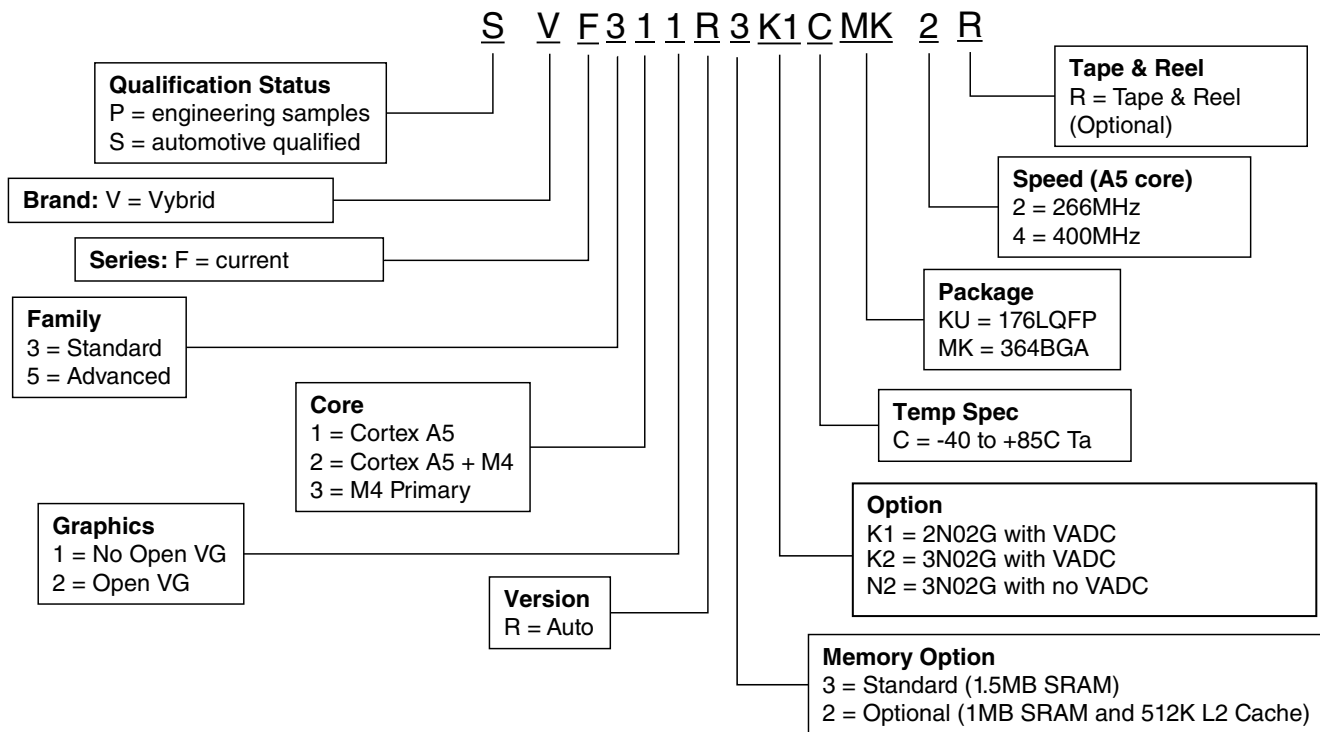 S V F 3 1 1 R 3 K1 C MK 2 R
Qualification Status
P = engineering samples
S = automotive qualified
Tape & Reel
R = Tape & Reel
(Optional)
Brand: V = Vybrid
Speed (A5 core)
2 = 266MHz
4 = 400MHz
Series: F = current
Package
KU = 176LQFP
MK = 364BGA
Family
3 = Standard
5 = Advanced
Core
1 = Cortex A5
2 = Cortex A5 + M4
3 = M4 Primary
Temp Spec
C = -40 to +85C Ta
Graphics
1 = No Open VG
2 = Open VG
Option
K1 = 2N02G with VADC
K2 = 3N02G with VADC
N2 = 3N02G with no VADC
Version
R = Auto
Memory Option
3 = Standard (1.5MB SRAM)
2 = Optional (1MB SRAM and 512K L2 Cache)